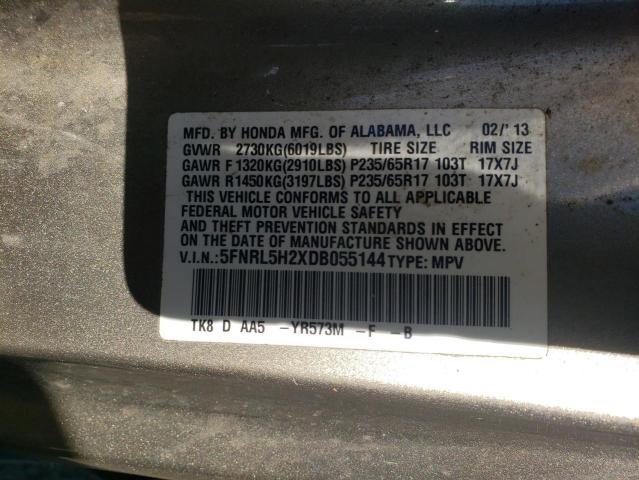 MFD. BY HONDA MFG. OF ALABAMA, LLC 02/'13
GVWR 2730KG(6019LBS) TIRE SIZE RIM SIZE
GAWR F 1320KG(2910LBS) P235/65R17 103T 17X7J
GAWR R 1450KG(3197LBS) P235/65R17 103T 17X7J
THIS VEHICLE CONFORMS TO ALL APPLICABLE
FEDERAL MOTOR VEHICLE SAFETY
AND THEFT PREVENTION STANDARDS IN EFFECT
ON THE DATE OF MANUFACTURE SHOWN ABOVE.
V.I.N.:5FNRL5H2XDB055144 TYPE: MPV
TK8 D AA5 -YR573M -F -B